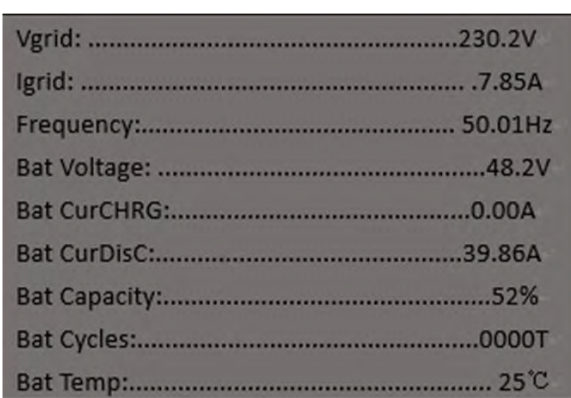 Vgrid: ................................................230.2V
Igrid: .................................................. .7.85A
Frequency:......................................... 50.01Hz
Bat Voltage: ...........................................48.2V
Bat CurCHRG:.......................................0.00A
Bat CurDisC:........................................39.86A
Bat Capacity:...........................................52%
Bat Cycles:.............................................0000T
Bat Temp:............................................... 25℃